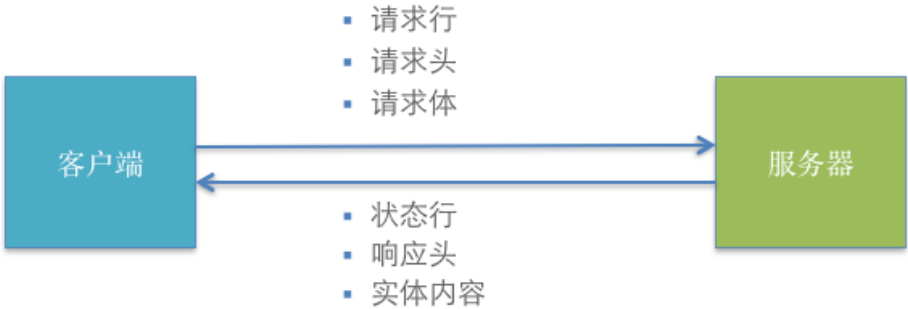 ▪ 请求行
▪ 请求头
▪ 请求体
客户端
服务器
▪ 状态行
▪ 响应头
▪ 实体内容